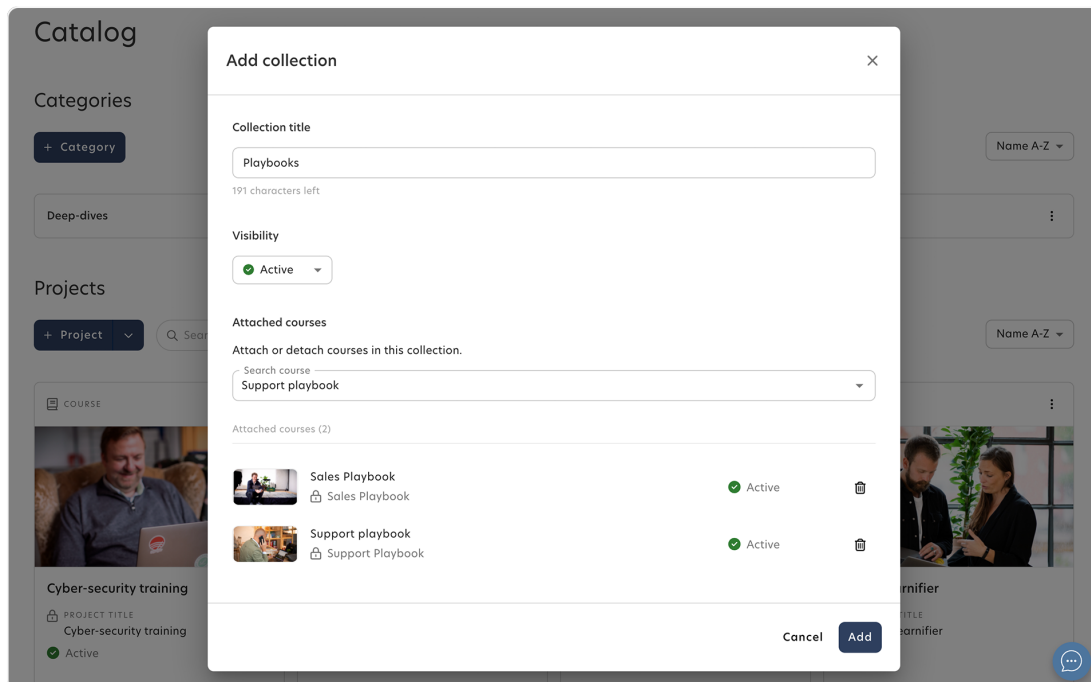 Catalog
Add collection
Categories
Collection title
+ Category
Name A-Z
Playbooks
191 characters left
Deep-dives
Visibility
Active
Projects
Attached courses
+ Project
Name A-Z
Attach or detach courses in this collection.
Search course
Support playbook
COURSE
Attached courses (2)
Sales Playbook
Sales Playbook
Active
Support playbook
Support Playbook
Active
Cyber-security training
PROJECT TITLE
Cyber-security training
Active
Cancel
Add